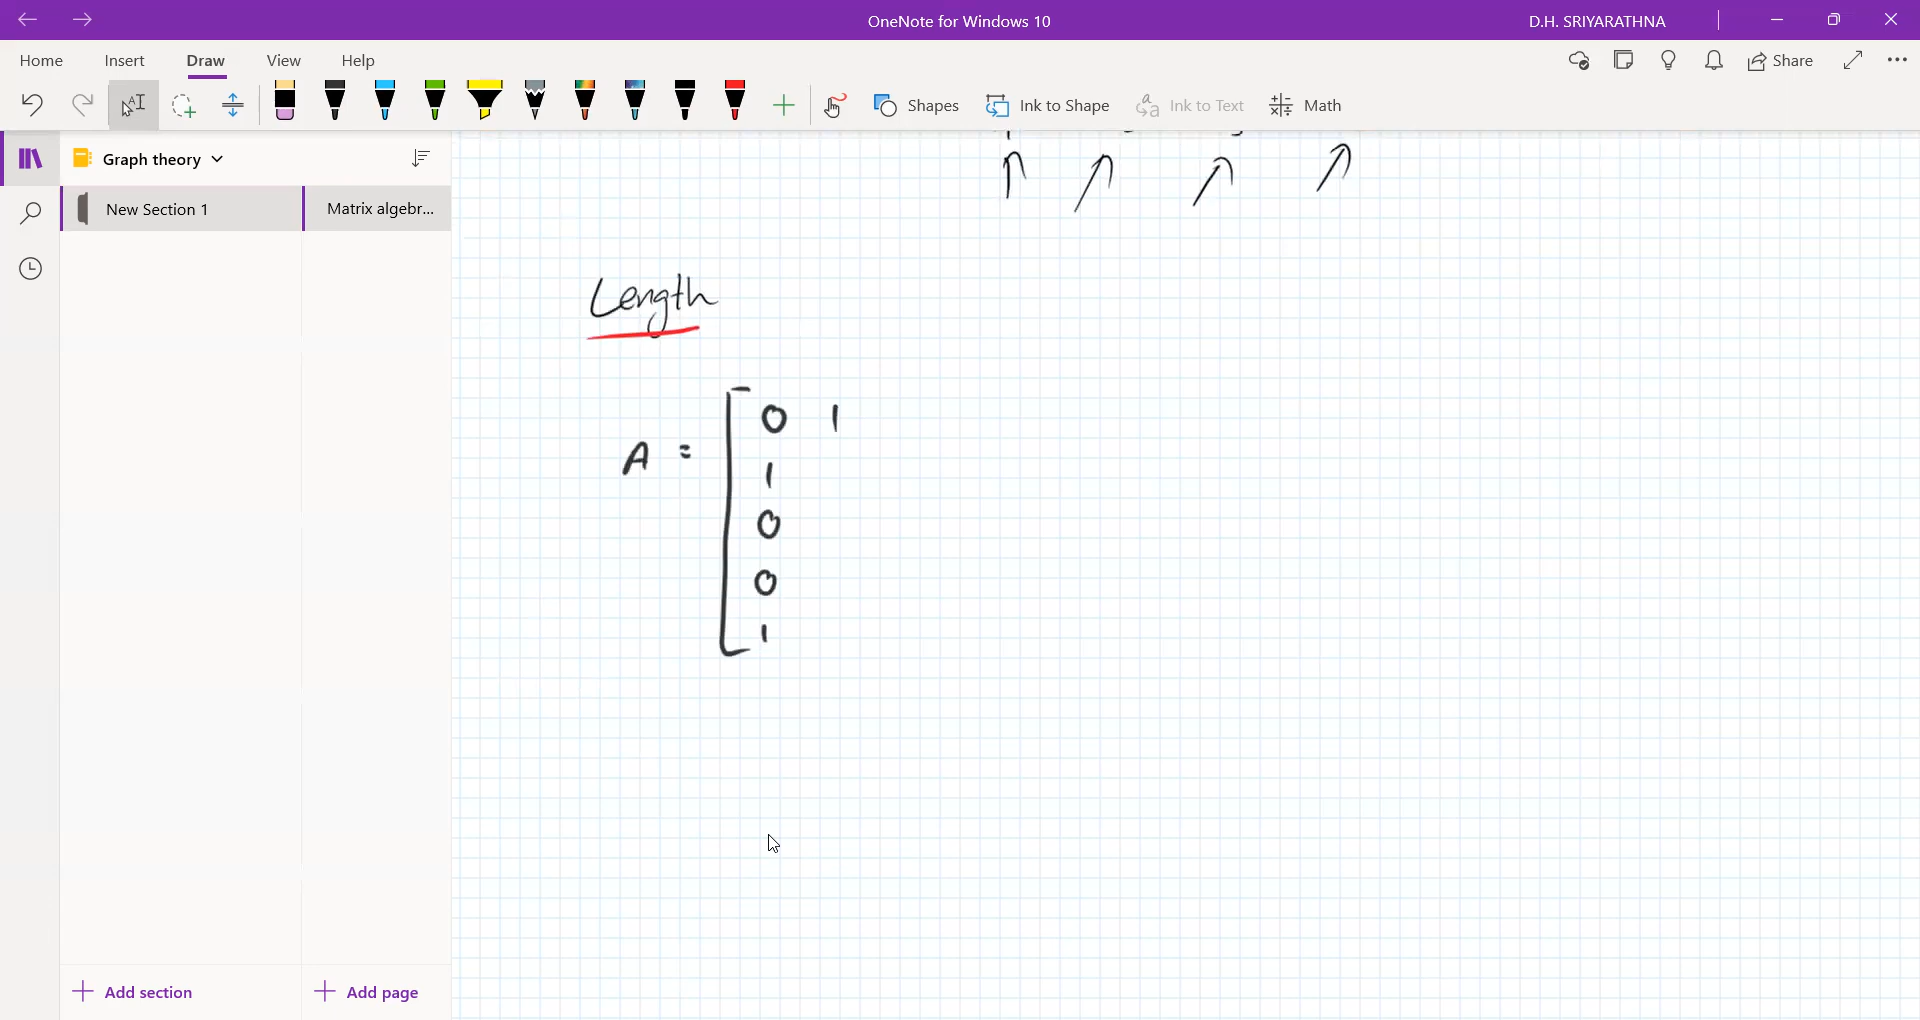 OneNote for Windows 10
D.H. SRIYARATHNA
Home Insert Draw View Help
Share
Shapes Ink to Shape Ink to Text Math
Graph theory
New Section 1
Matrix algebr...
Length
A = [ 0 1
1
0
0
1
Add section
Add page